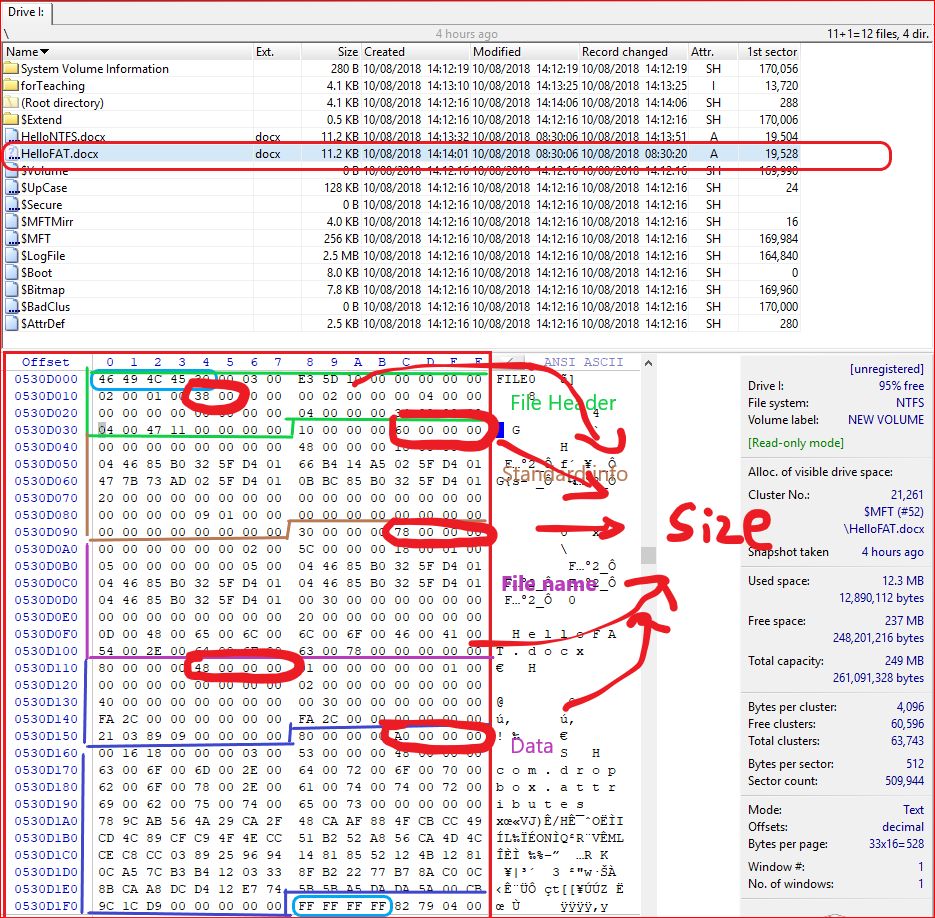 Drive I:
\ 4 hours ago 11+1=12 files, 4 dir.
Name Ext. Size Created Modified Record changed Attr. 1st sector
System Volume Information 280 B 10/08/2018 14:12:19 10/08/2018 14:12:19 10/08/2018 14:12:19 SH 170,056
forTeaching 4.1 KB 10/08/2018 14:13:10 10/08/2018 14:13:25 10/08/2018 14:13:25 I 13,720
(Root directory) 4.1 KB 10/08/2018 14:12:16 10/08/2018 14:14:06 10/08/2018 14:14:06 SH 288
$Extend 0.5 KB 10/08/2018 14:12:16 10/08/2018 14:12:16 10/08/2018 14:12:16 SH 170,006
HelloNTFS.docx docx 11.2 KB 10/08/2018 14:13:32 10/08/2018 08:30:06 10/08/2018 14:13:51 A 19,504
HelloFAT.docx docx 11.2 KB 10/08/2018 14:14:01 10/08/2018 08:30:06 10/08/2018 08:30:20 A 19,528
$Volume 0 B 10/08/2018 14:12:16 10/08/2018 14:12:16 10/08/2018 14:12:16 SH
$UpCase 128 KB 10/08/2018 14:12:16 10/08/2018 14:12:16 10/08/2018 14:12:16 SH 24
$Secure 0 B 10/08/2018 14:12:16 10/08/2018 14:12:16 10/08/2018 14:12:16 SH
$MFTMirr 4.0 KB 10/08/2018 14:12:16 10/08/2018 14:12:16 10/08/2018 14:12:16 SH 16
$MFT 256 KB 10/08/2018 14:12:16 10/08/2018 14:12:16 10/08/2018 14:12:16 SH 169,984
$LogFile 2.5 MB 10/08/2018 14:12:16 10/08/2018 14:12:16 10/08/2018 14:12:16 SH 164,840
$Boot 8.0 KB 10/08/2018 14:12:16 10/08/2018 14:12:16 10/08/2018 14:12:16 SH 0
$Bitmap 7.8 KB 10/08/2018 14:12:16 10/08/2018 14:12:16 10/08/2018 14:12:16 SH 169,960
$BadClus 0 B 10/08/2018 14:12:16 10/08/2018 14:12:16 10/08/2018 14:12:16 SH 170,000
$AttrDef 2.5 KB 10/08/2018 14:12:16 10/08/2018 14:12:16 10/08/2018 14:12:16 SH 280
Offset 0 1 2 3 4 5 6 7 8 9 A B C D E F ANSI ASCII
0530D000 46 49 4C 45 30 00 03 00 E3 5D 10 00 00 00 00 00 FILE0
0530D010 02 00 01 00 38 00 00 00 02 00 00 00 04 00 00
0530D020 00 00 00 00 00 00 00 00 04 00 00 00 00 00 4
0530D030 04 00 47 11 00 00 00 00 10 00 00 00 60 00 00 00 G `
0530D040 00 00 00 00 00 00 00 00 48 00 00 00 00 00 H
0530D050 04 46 85 B0 32 5F D4 01 66 B4 14 A5 02 5F D4 01
0530D060 47 7B 73 AD 02 5F D4 01 0D BC 85 B0 32 5F D4 01
0530D070 20 00 00 00 00 00 00 00 00 00 00 00 00 00 00 00
0530D080 00 00 00 00 09 01 00 00 00 00 00 00 00 00 00 00
0530D090 00 00 00 00 00 00 00 00 30 00 00 00 78 00 00 00 0 x
0530D0A0 00 00 00 00 00 00 02 00 5C 00 00 00 18 00 01 00 \
0530D0B0 05 00 00 00 00 00 05 00 04 46 85 B0 32 5F D4 01 F…°2_Ô
0530D0C0 04 46 85 B0 32 5F D4 01 04 46 85 B0 32 5F D4 01
0530D0D0 04 46 85 B0 32 5F D4 01 00 30 00 00 00 00 00 00 F…°2_Ô 0
0530D0E0 00 00 00 00 00 00 00 00 20 00 00 00 00 00 00 00
0530D0F0 0D 00 48 00 65 00 6C 00 6C 00 6F 00 46 00 41 00 H e l l o F A
0530D100 54 00 2E 00 64 00 6F 00 63 00 78 00 00 00 00 00 T . d o c x
0530D110 80 00 00 00 48 00 00 00 01 00 00 00 00 00 01 00 € H
0530D120 00 00 00 00 00 00 00 00 02 00 00 00 00 00 00 00
0530D130 40 00 00 00 00 00 00 00 00 30 00 00 00 00 00 00 @ 0
0530D140 FA 2C 00 00 00 00 00 00 FA 2C 00 00 00 00 00 00 ú, ú,
0530D150 21 03 89 09 00 00 00 00 80 00 00 00 A0 00 00 00 ! ‰ €
0530D160 00 16 18 00 00 00 03 00 53 00 00 00 48 00 00 00 S H
0530D170 63 00 6F 00 6D 00 2E 00 64 00 72 00 6F 00 70 00 c o m . d r o p
0530D180 62 00 6F 00 78 00 2E 00 61 00 74 00 74 00 72 00 b o x . a t t r
0530D190 69 00 62 00 75 00 74 00 65 00 73 00 00 00 00 00 i b u t e s
0530D1A0 78 9C AB 56 4A 29 CA 2F 48 CA AF 88 4F CB CC 49
0530D1B0 CD 4C 89 CF C9 4F 4E CC 51 B2 52 A8 56 CA 4D 4C
0530D1C0 CE C8 CC 03 89 25 96 94 14 81 85 52 12 4B 12 81
0530D1D0 0C A5 7C B3 B4 12 03 33 8F B2 22 77 B7 8A C0 0C
0530D1E0 8B CA A8 DC D4 12 E7 74 5B 5B A5 DA DA 5A 00 CB
0530D1F0 9C 1C D9 00 00 00 00 00 FF FF FF FF 82 79 04 00
File Header
Standard info
File name
Data
Size
[unregistered]
Drive I: 95% free
File system: NTFS
Volume label: NEW VOLUME
[Read-only mode]
Alloc. of visible drive space:
Cluster No.: 21,261
$MFT (#52)
\HelloFAT.docx
Snapshot taken 4 hours ago
Used space: 12.3 MB
12,890,112 bytes
Free space: 237 MB
248,201,216 bytes
Total capacity: 249 MB
261,091,328 bytes
Bytes per cluster: 4,096
Free clusters: 60,596
Total clusters: 63,743
Bytes per sector: 512
Sector count: 509,944
Mode: Text
Offsets: decimal
Bytes per page: 33x16=528
Window #: 1
No. of windows: 1